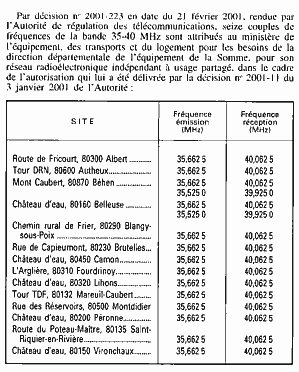 Par décision n° 2001-223 en date du 21 février 2001, rendue par
l'Autorité de régulation des télécommunications, seize couples de
fréquences de la bande 35-40 MHz sont attribués au ministère de
l'équipement, des transports et du logement pour les besoins de la
direction départementale de l'équipement de la Somme, pour son
réseau radioélectronique indépendant à usage partagé, dans le cadre
de l'autorisation qui lui a été délivrée par la décision n° 2001-11 du
3 janvier 2001 de l'Autorité :
SITE Fréquence émission (MHz) Fréquence réception (MHz)
Route de Fricourt, 80300 Albert ............ 35,662 5 40,062 5
Tour DRN, 80600 Autheux .................... 35,662 5 40,062 5
Mont Caubert, 80870 Béhen ................. 35,662 5 40,062 5
35,525 0 39,925 0
Château d'eau, 80160 Belleuse ............. 35,662 5 40,062 5
35,525 0 39,925 0
Chemin rural de Frier, 80290 Blangy-
sous-Poix .................... 35,662 5 40,062 5
Rue de Capieumont, 80230 Brutelles... 35,662 5 40,062 5
Château d'eau, 80450 Camon ............... 35,662 5 40,062 5
L'Arglière, 80310 Fourdrinoy ............... 35,662 5 40,062 5
Château d'eau, 80320 Lihons ............... 35,662 5 40,062 5
Tour TDF, 80132 Mareuil-Caubert ........ 35,662 5 40,062 5
Rue des Réservoirs, 80500 Montdidier 35,662 5 40,062 5
Château d'eau, 80200 Péronne ............. 35,662 5 40,062 5
Route du Poteau-Maître, 80135 Saint-
Riquier-en-Rivière .................... 35,662 5 40,062 5
Château d'eau, 80150 Vironchaux ........ 35,662 5 40,062 5